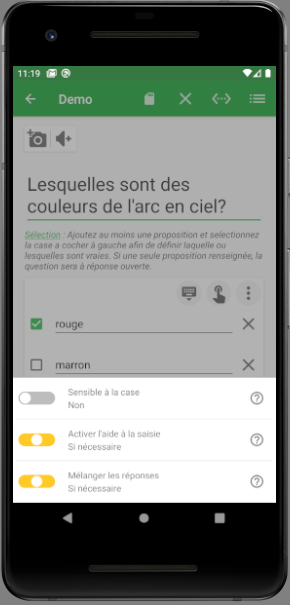 11:19
Demo
Lesquelles sont des
couleurs de l'arc en ciel?
Sélection : Ajoutez au moins une proposition et selectionnez
la case a cocher à gauche afin de définir laquelle ou
lesquelles sont vraies. Si une seule proposition renseignée, la
question sera à réponse ouverte.
rouge
marron
Sensible à la case
Non
Activer l'aide à la saisie
Si nécessaire
Mélanger les réponses
Si nécessaire